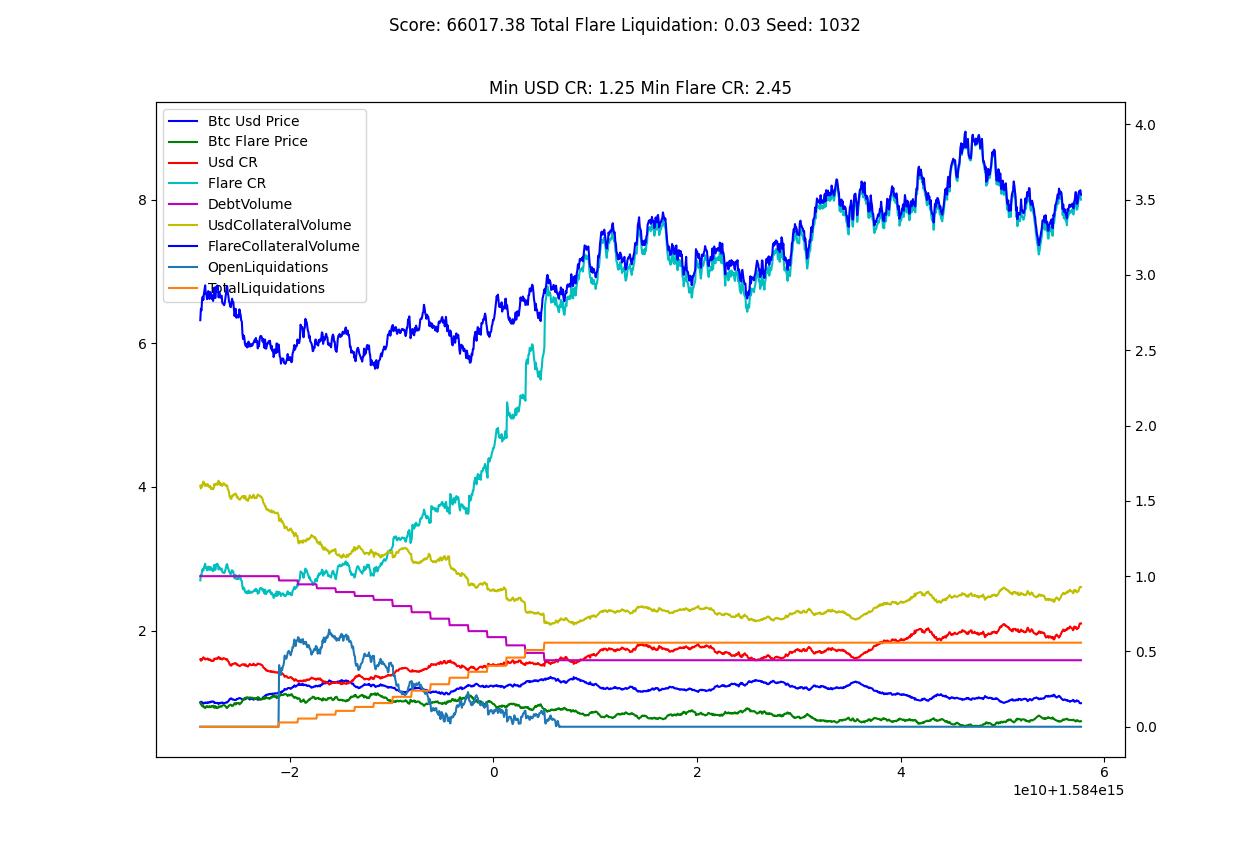 Score: 66017.38 Total Flare Liquidation: 0.03 Seed: 1032
Min USD CR: 1.25 Min Flare CR: 2.45
Btc Usd Price
Btc Flare Price
Usd CR
Flare CR
DebtVolume
UsdCollateralVolume
FlareCollateralVolume
OpenLiquidations
TotalLiquidations
8
6
4
2
4.0
3.5
3.0
2.5
2.0
1.5
1.0
0.5
0.0
−2 0 2 4 6
1e10+1.584e15